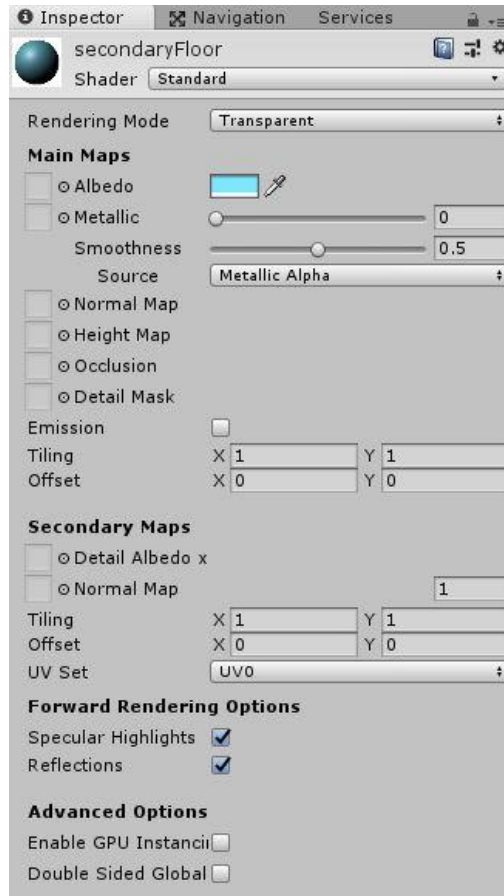 Inspector Navigation Services
secondaryFloor
Shader Standard
Rendering Mode Transparent
Main Maps
Albedo
Metallic 0
Smoothness 0.5
Source Metallic Alpha
Normal Map
Height Map
Occlusion
Detail Mask
Emission
Tiling X 1 Y 1
Offset X 0 Y 0
Secondary Maps
Detail Albedo x
Normal Map 1
Tiling X 1 Y 1
Offset X 0 Y 0
UV Set UV0
Forward Rendering Options
Specular Highlights
Reflections
Advanced Options
Enable GPU Instancii
Double Sided Global